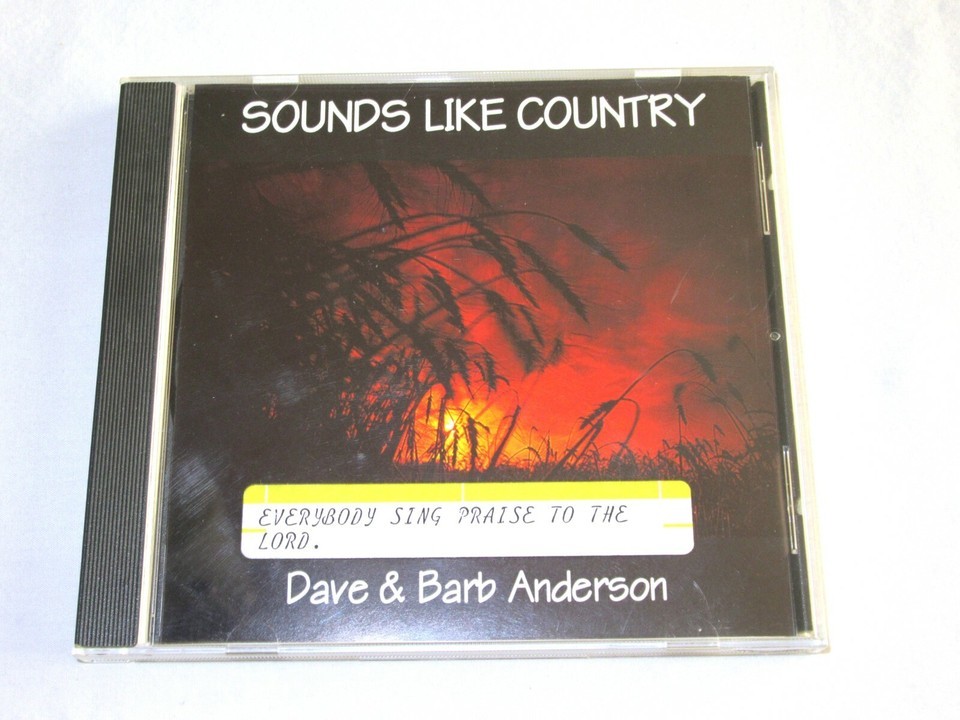 SOUNDS LIKE COUNTRY
EVERYBODY SING PRAISE TO THE
LORD.
Dave & Barb Anderson